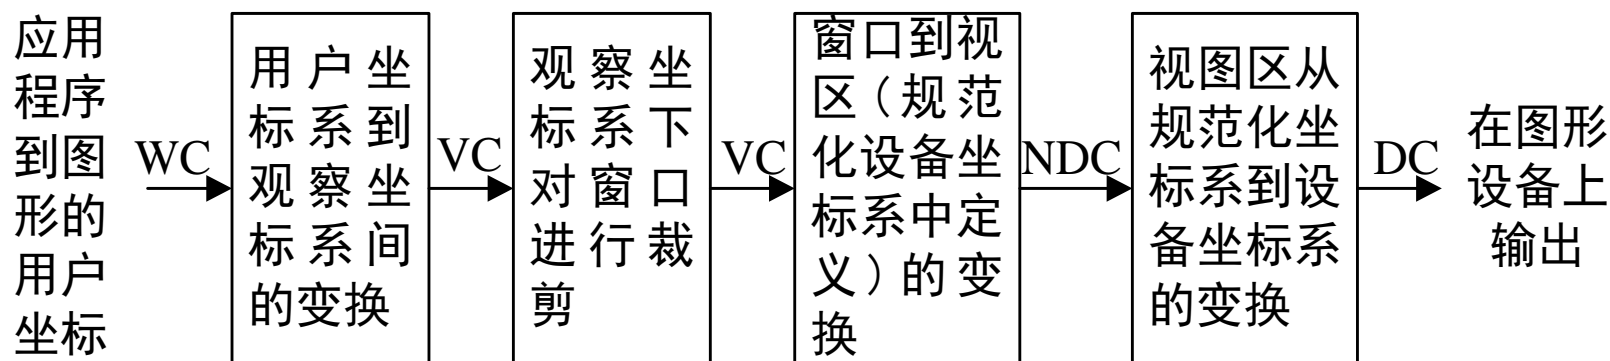 应用
程序
到图
形的
用户
坐标
WC
用户坐
标系到
观察坐
标系间
的变换
VC
观察坐
标系下
对窗口
进行裁
剪
VC
窗口到视
区(规范
化设备坐
标系中定
义)的变
换
NDC
视图区从
规范化坐
标系到设
备坐标系
的变换
DC
在图形
设备上
输出